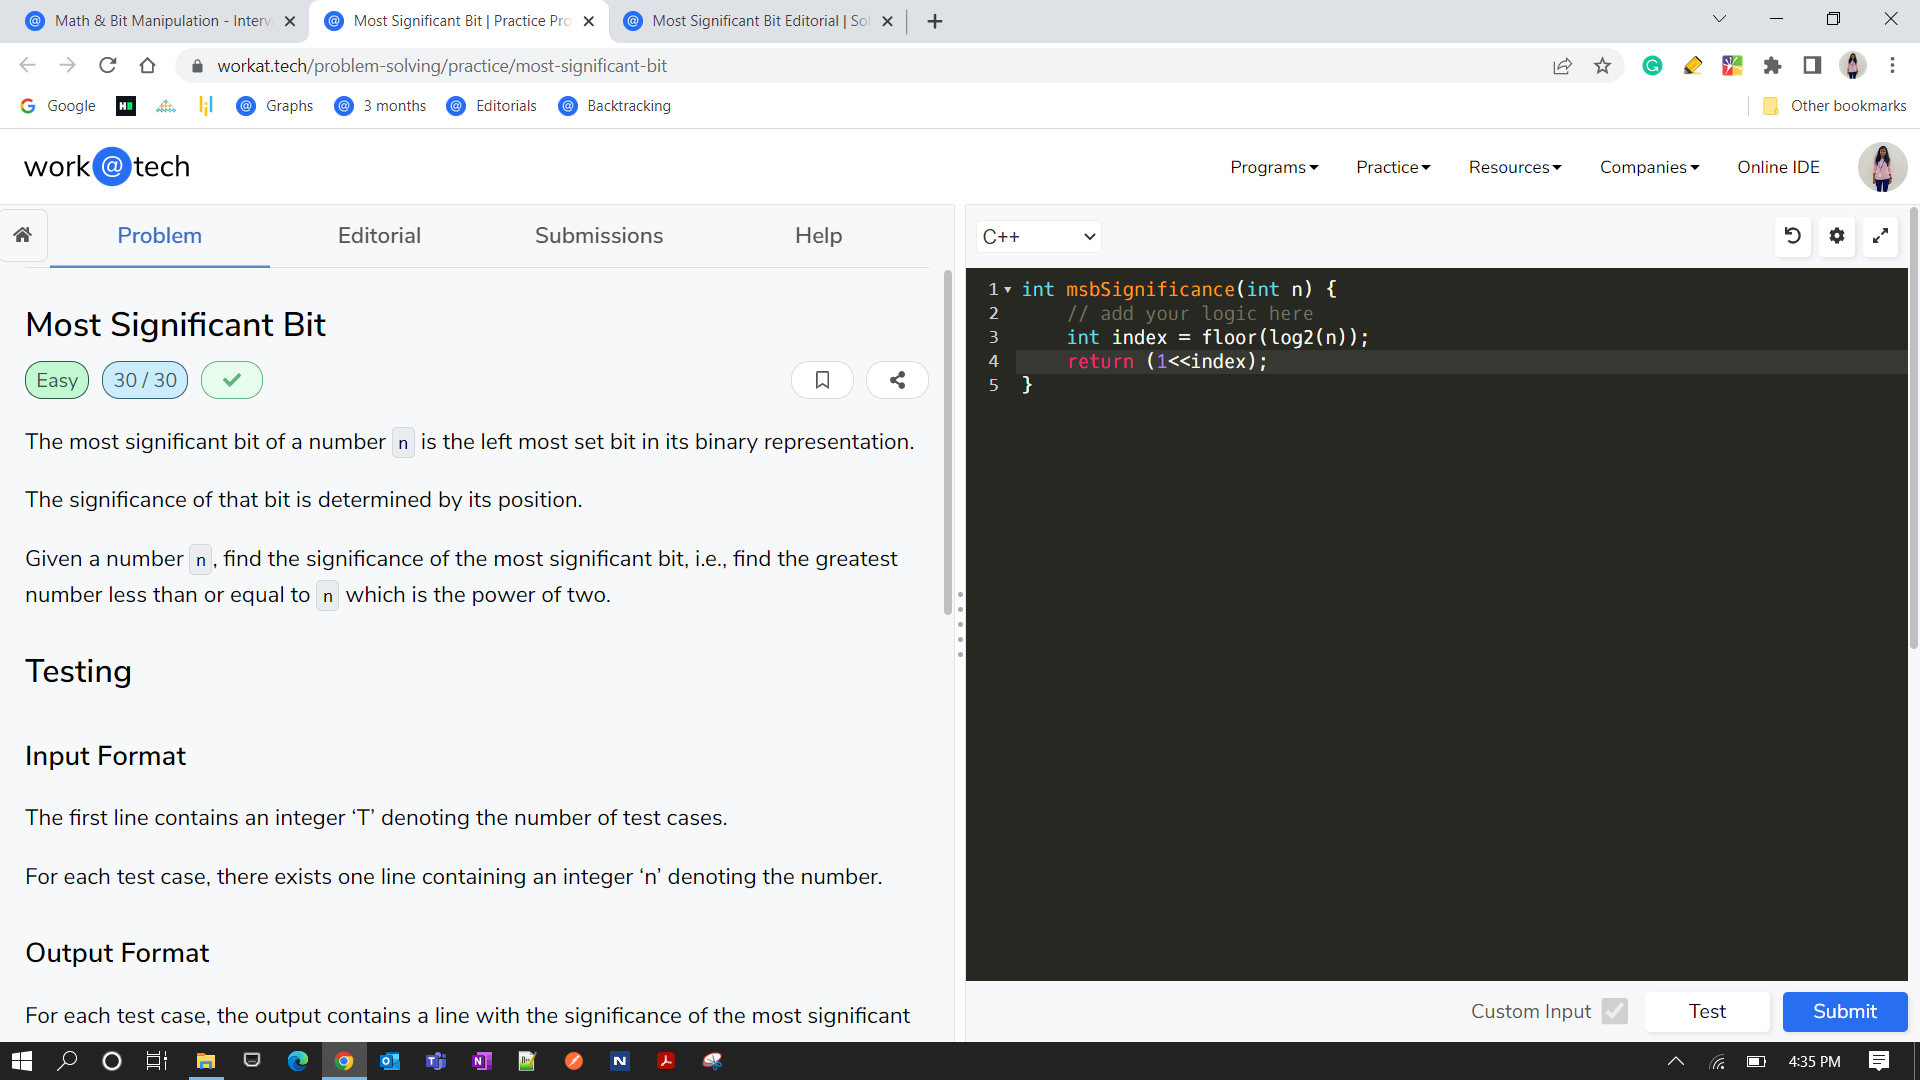 Math & Bit Manipulation - Interv
Most Significant Bit | Practice Pro
Most Significant Bit Editorial | Sol
workat.tech/problem-solving/practice/most-significant-bit
Google
Graphs
3 months
Editorials
Backtracking
Other bookmarks
work@tech
Programs
Practice
Resources
Companies
Online IDE
Problem
Editorial
Submissions
Help
C++
Most Significant Bit
Easy
30 / 30
The most significant bit of a number n is the left most set bit in its binary representation.
The significance of that bit is determined by its position.
Given a number n, find the significance of the most significant bit, i.e., find the greatest
number less than or equal to n which is the power of two.
Testing
Input Format
The first line contains an integer ‘T’ denoting the number of test cases.
For each test case, there exists one line containing an integer ‘n’ denoting the number.
Output Format
For each test case, the output contains a line with the significance of the most significant
1 int msbSignificance(int n) {
2 // add your logic here
3 int index = floor(log2(n));
4 return (1<<index);
5 }
Custom Input
Test
Submit
4:35 PM